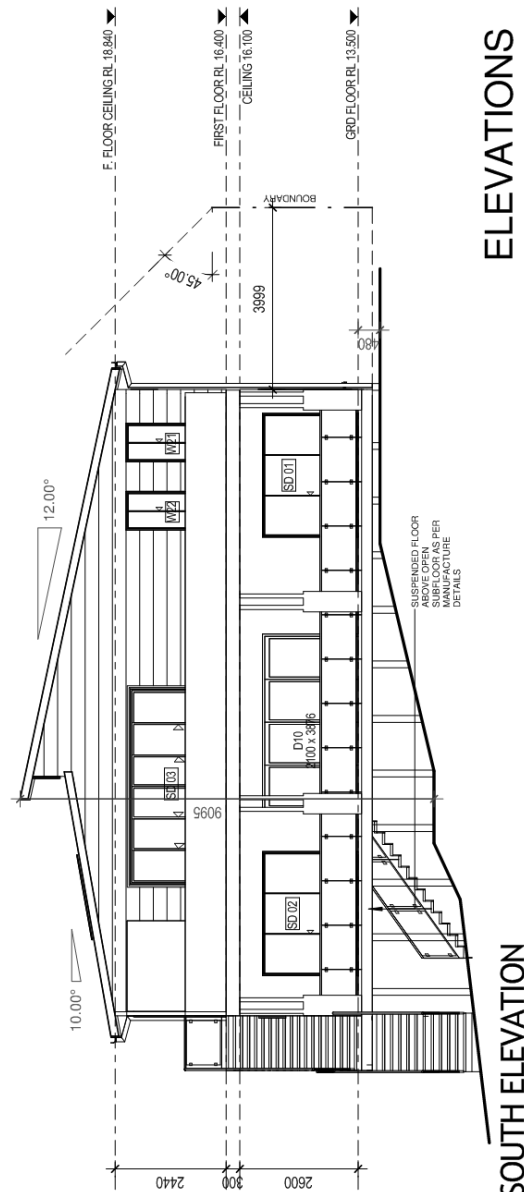 F. FLOOR CEILING RL 18.840
FIRST FLOOR RL 16.400
CEILING 16.100
GRD FLOOR RL 13.500
BOUNDARY
45.00°
3999
480
12.00°
10.00°
W21
W22
SD 03
9095
SD 01
D10
2100 x 3876
SD 02
SUSPENDED FLOOR
ABOVE OPEN
SUBFLOOR AS PER
MANUFACTURE
DETAILS
2440
300
2600
SOUTH ELEVATION
ELEVATIONS